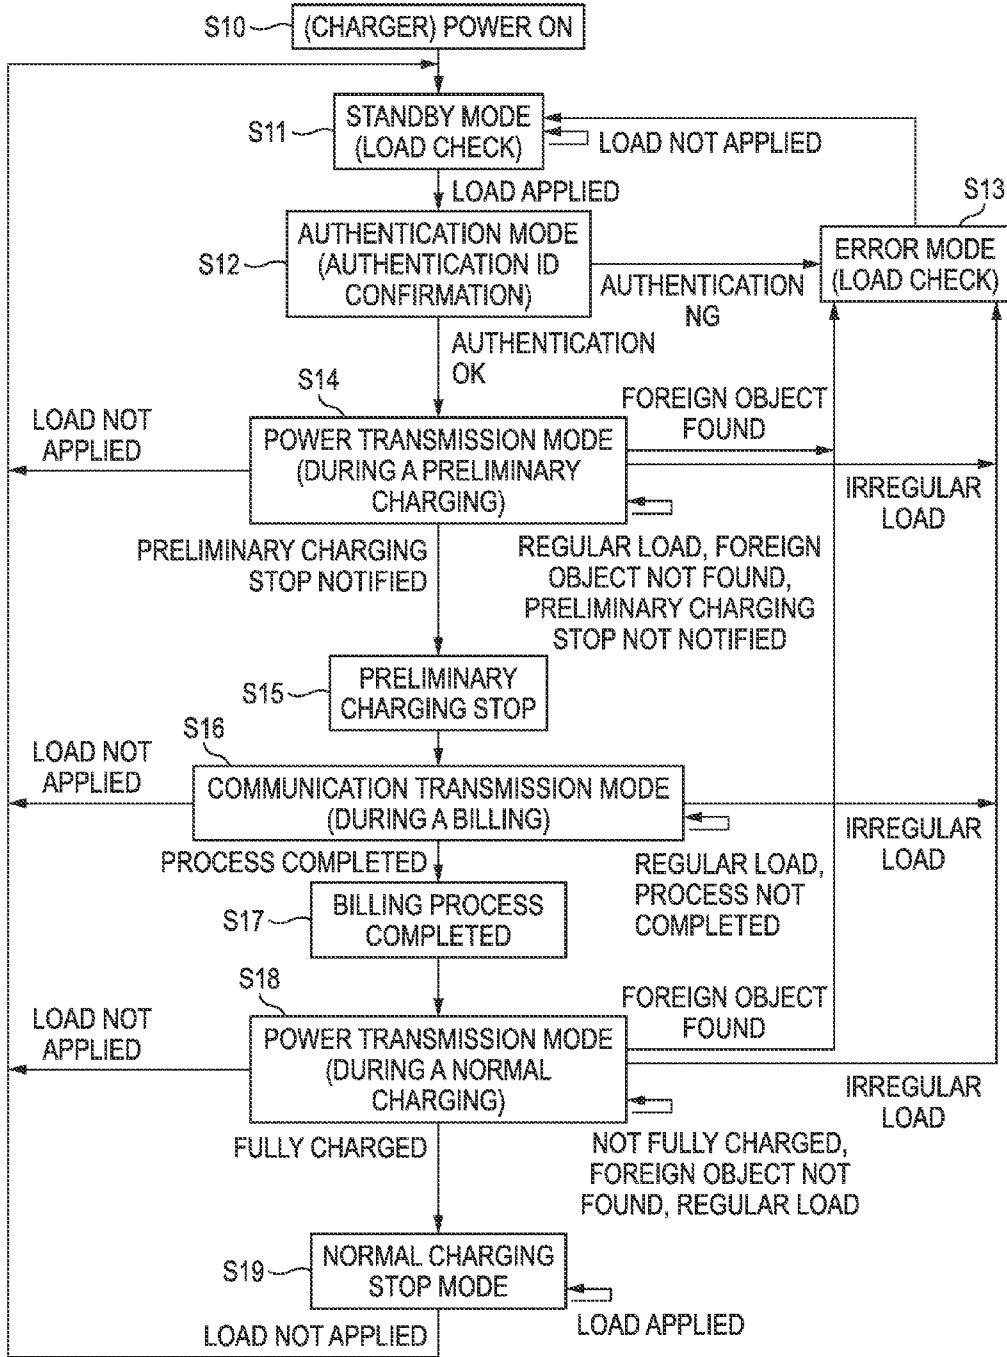 S10
(CHARGER) POWER ON
S11
STANDBY MODE
(LOAD CHECK)
LOAD NOT APPLIED
LOAD APPLIED
S13
ERROR MODE
(LOAD CHECK)
S12
AUTHENTICATION MODE
(AUTHENTICATION ID
CONFIRMATION)
AUTHENTICATION
NG
AUTHENTICATION
OK
S14
POWER TRANSMISSION MODE
(DURING A PRELIMINARY
CHARGING)
LOAD NOT
APPLIED
FOREIGN OBJECT
FOUND
IRREGULAR
LOAD
PRELIMINARY CHARGING
STOP NOTIFIED
REGULAR LOAD, FOREIGN
OBJECT NOT FOUND,
PRELIMINARY CHARGING
STOP NOT NOTIFIED
S15
PRELIMINARY
CHARGING STOP
S16
LOAD NOT
APPLIED
COMMUNICATION TRANSMISSION MODE
(DURING A BILLING)
IRREGULAR
LOAD
PROCESS COMPLETED
REGULAR LOAD,
PROCESS NOT
COMPLETED
S17
BILLING PROCESS
COMPLETED
S18
LOAD NOT
APPLIED
POWER TRANSMISSION MODE
(DURING A NORMAL
CHARGING)
FOREIGN OBJECT
FOUND
IRREGULAR
LOAD
FULLY CHARGED
NOT FULLY CHARGED,
FOREIGN OBJECT NOT
FOUND, REGULAR LOAD
S19
NORMAL CHARGING
STOP MODE
LOAD APPLIED
LOAD NOT APPLIED